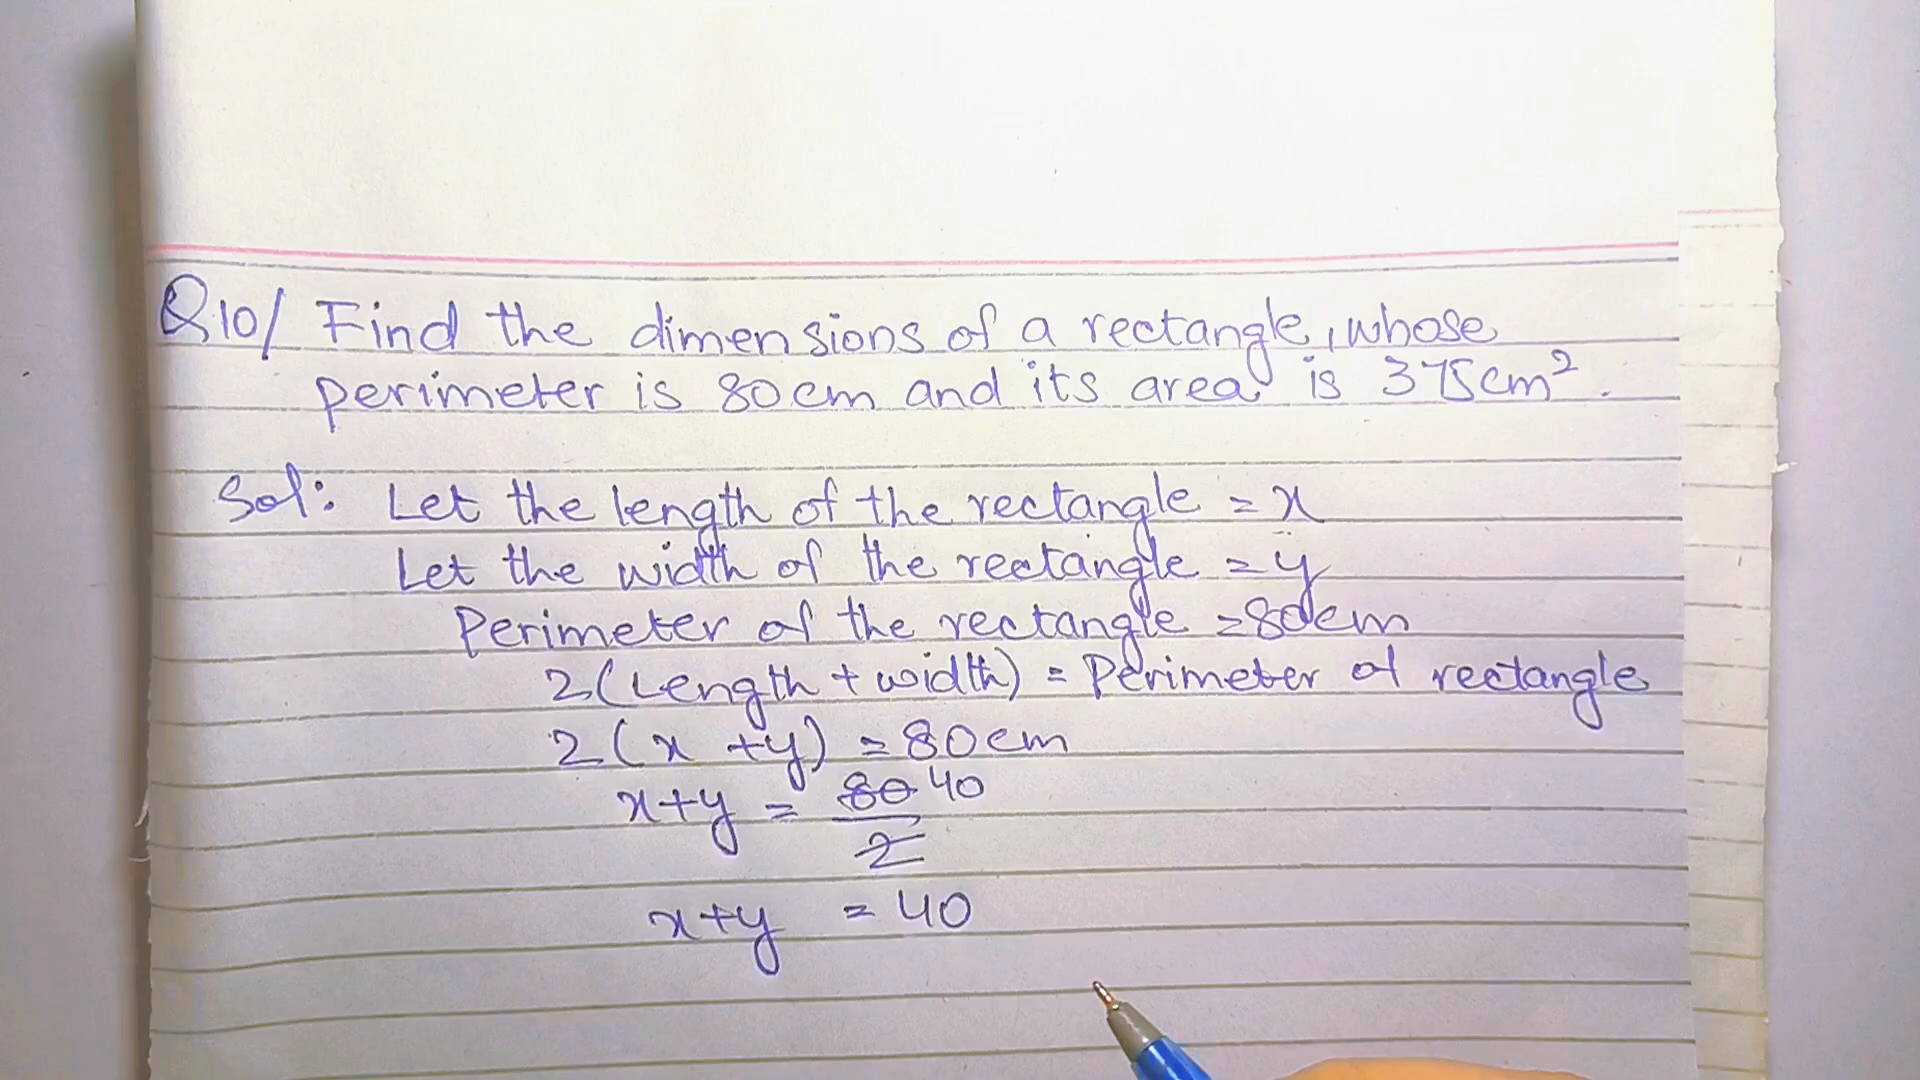 Q.10/ Find the dimensions of a rectangle, whose
perimeter is 80cm and its area is 375cm².
Sol: Let the length of the rectangle = x
Let the width of the rectangle = y
Perimeter of the rectangle = 80cm
2(Length + width) = Perimeter of rectangle
2(x + y) = 80cm
x+y = 80/2 40
x+y = 40